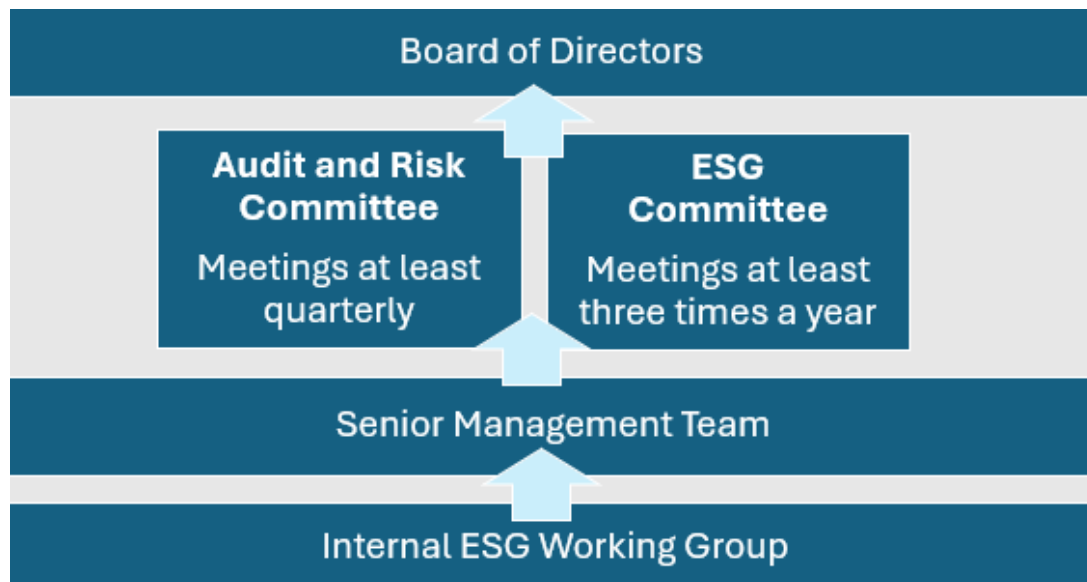 Board of Directors
Audit and Risk
Committee
Meetings at least
quarterly
ESG
Committee
Meetings at least
three times a year
Senior Management Team
Internal ESG Working Group